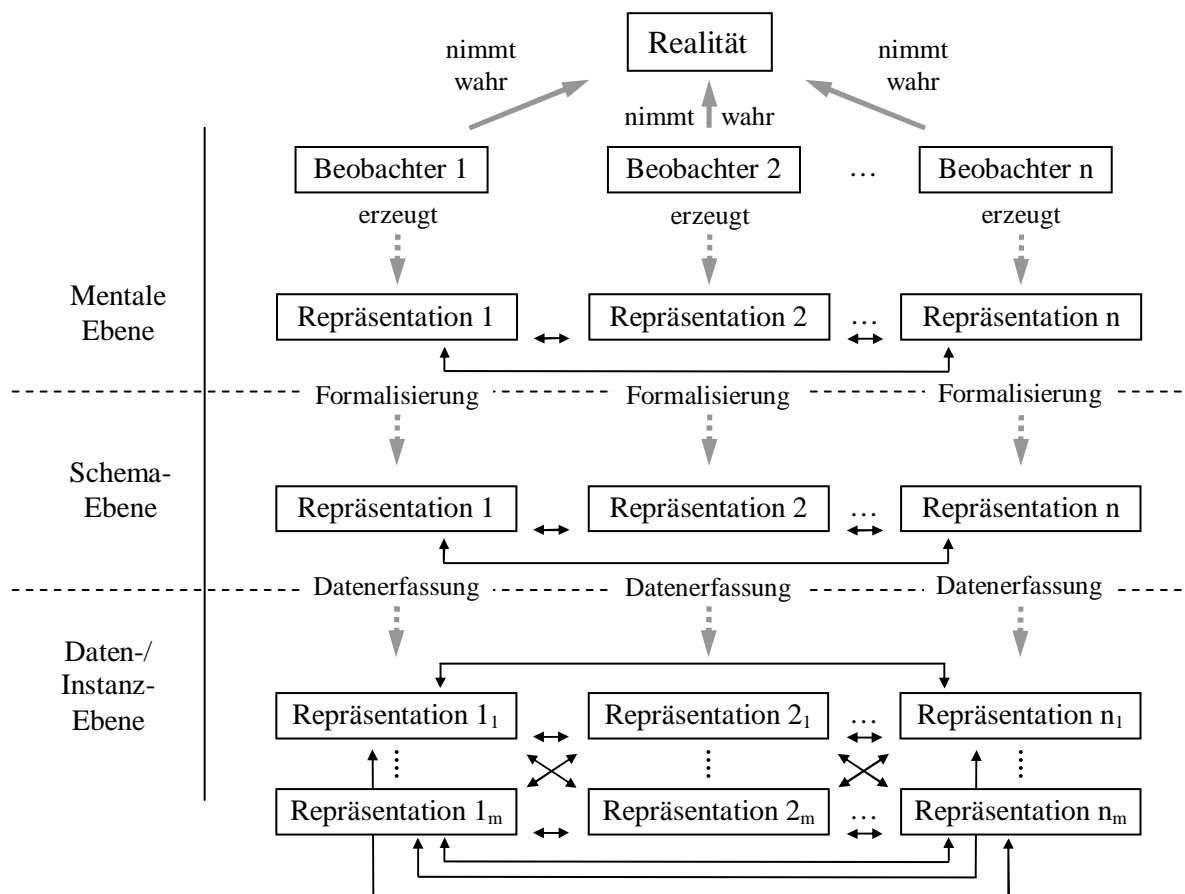 Realität
nimmt
wahr
nimmt wahr
nimmt
wahr
Beobachter 1
Beobachter 2
…
Beobachter n
erzeugt
erzeugt
erzeugt
Mentale
Ebene
Repräsentation 1
Repräsentation 2
…
Repräsentation n
Formalisierung
Formalisierung
Formalisierung
Schema-
Ebene
Repräsentation 1
Repräsentation 2
…
Repräsentation n
Datenerfassung
Datenerfassung
Datenerfassung
Daten-/
Instanz-
Ebene
Repräsentation 1₁
Repräsentation 2₁
…
Repräsentation n₁
Repräsentation 1ₘ
Repräsentation 2ₘ
…
Repräsentation nₘ